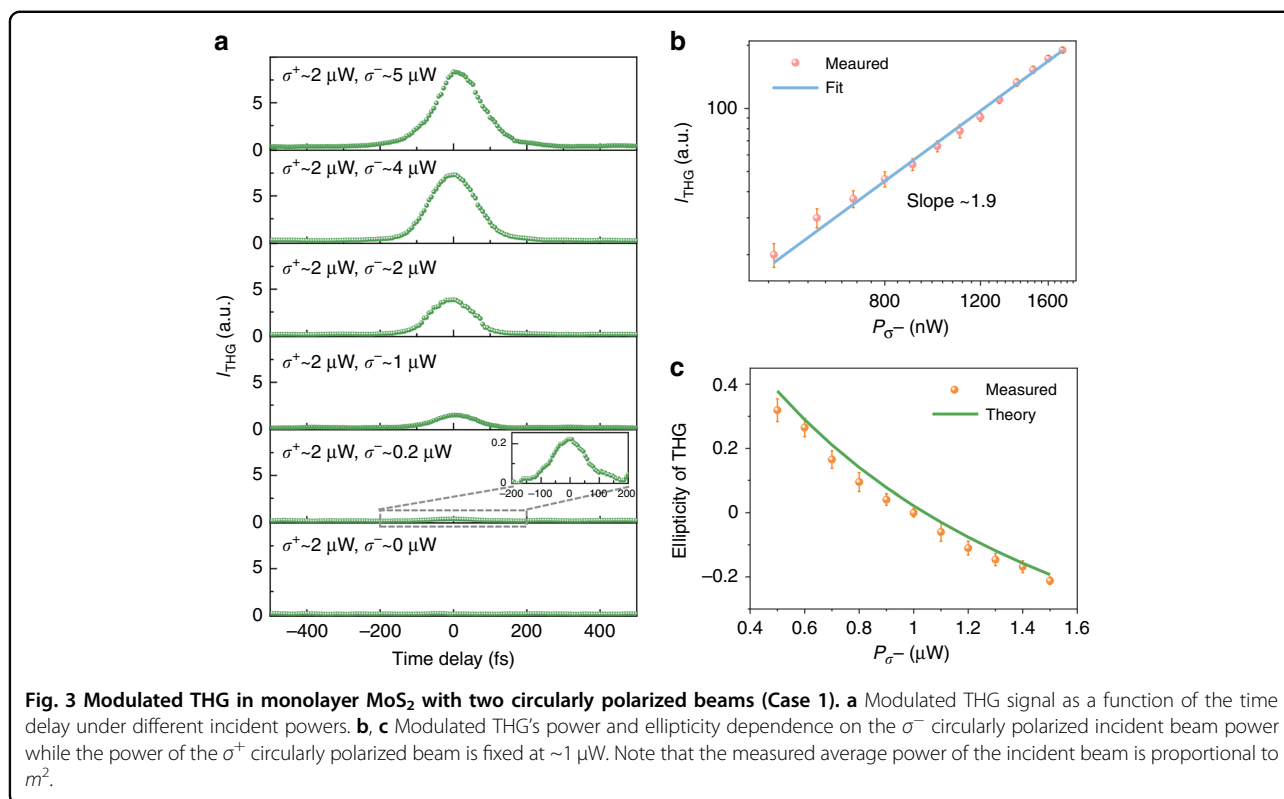 a
σ⁺~2 μW, σ⁻~5 μW
5
0
σ⁺~2 μW, σ⁻~4 μW
5
0
σ⁺~2 μW, σ⁻~2 μW
5
0
σ⁺~2 μW, σ⁻~1 μW
5
0
σ⁺~2 μW, σ⁻~0.2 μW
5
0
0.2
0
−200 −100 0 100 200
σ⁺~2 μW, σ⁻~0 μW
5
0
I_THG (a.u.)
−400 −200 0 200 400
Time delay (fs)
b
Meaured
Fit
Slope ~1.9
100
I_THG (a.u.)
800 1200 1600
P_σ− (nW)
c
Measured
Theory
0.4
0.2
0
−0.2
Ellipticity of THG
0.4 0.6 0.8 1.0 1.2 1.4 1.6
P_σ− (μW)
Fig. 3 Modulated THG in monolayer MoS₂ with two circularly polarized beams (Case 1). a Modulated THG signal as a function of the time
delay under different incident powers. b, c Modulated THG's power and ellipticity dependence on the σ⁻ circularly polarized incident beam power
while the power of the σ⁺ circularly polarized beam is fixed at ~1 μW. Note that the measured average power of the incident beam is proportional to
m².